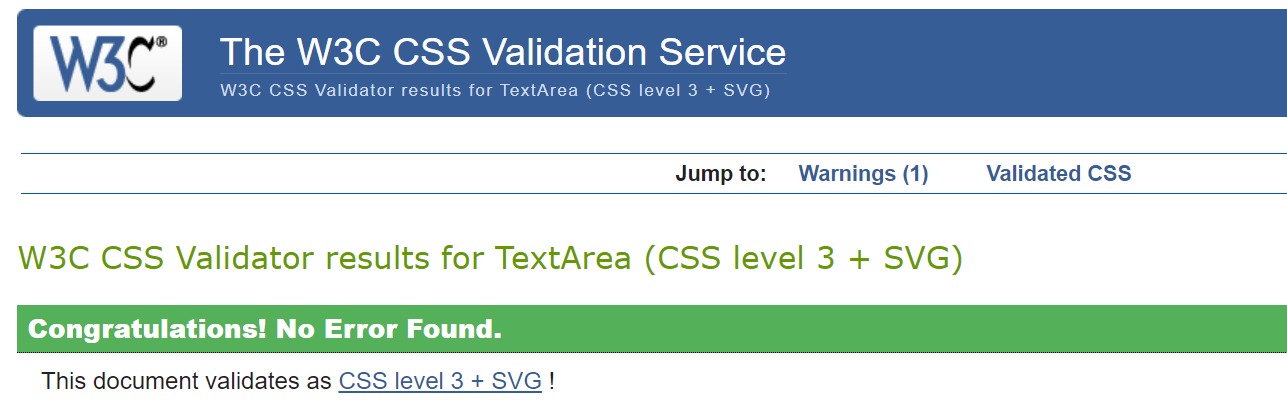 W3C®
The W3C CSS Validation Service
W3C CSS Validator results for TextArea (CSS level 3 + SVG)
Jump to: Warnings (1) Validated CSS
W3C CSS Validator results for TextArea (CSS level 3 + SVG)
Congratulations! No Error Found.
This document validates as CSS level 3 + SVG !